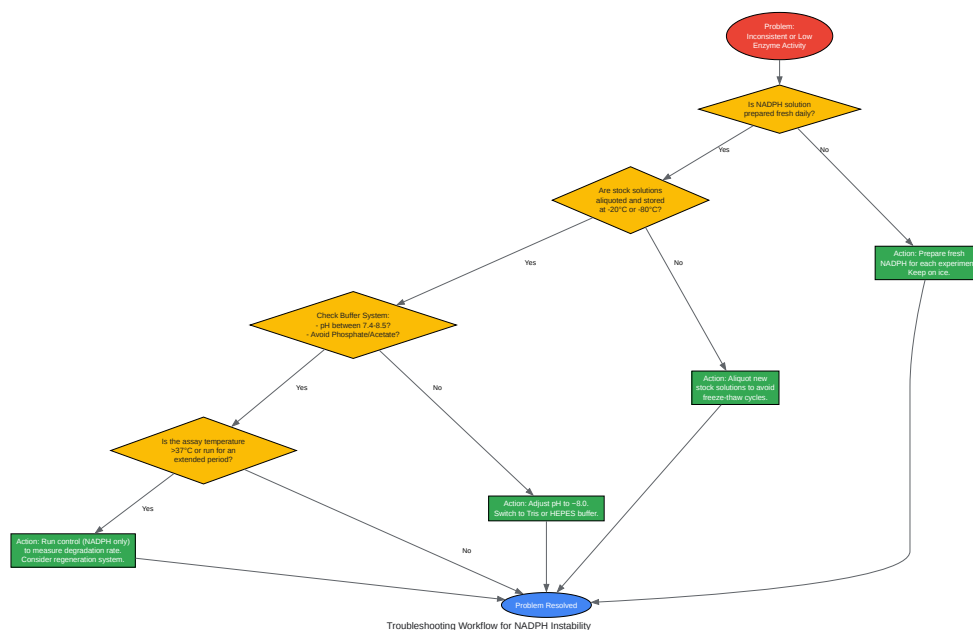 Problem:
Inconsistent or Low
Enzyme Activity
Is NADPH solution
prepared fresh daily?
Yes
No
Are stock solutions
aliquoted and stored
at -20°C or -80°C?
Action: Prepare fresh
NADPH for each experiment.
Keep on ice.
Yes
No
Check Buffer System:
- pH between 7.4-8.5?
- Avoid Phosphate/Acetate?
Action: Aliquot new
stock solutions to avoid
freeze-thaw cycles.
Yes
No
Is the assay temperature
>37°C or run for an
extended period?
Action: Adjust pH to ~8.0.
Switch to Tris or HEPES buffer.
Yes
No
Action: Run control (NADPH only)
to measure degradation rate.
Consider regeneration system.
Problem Resolved
Troubleshooting Workflow for NADPH Instability